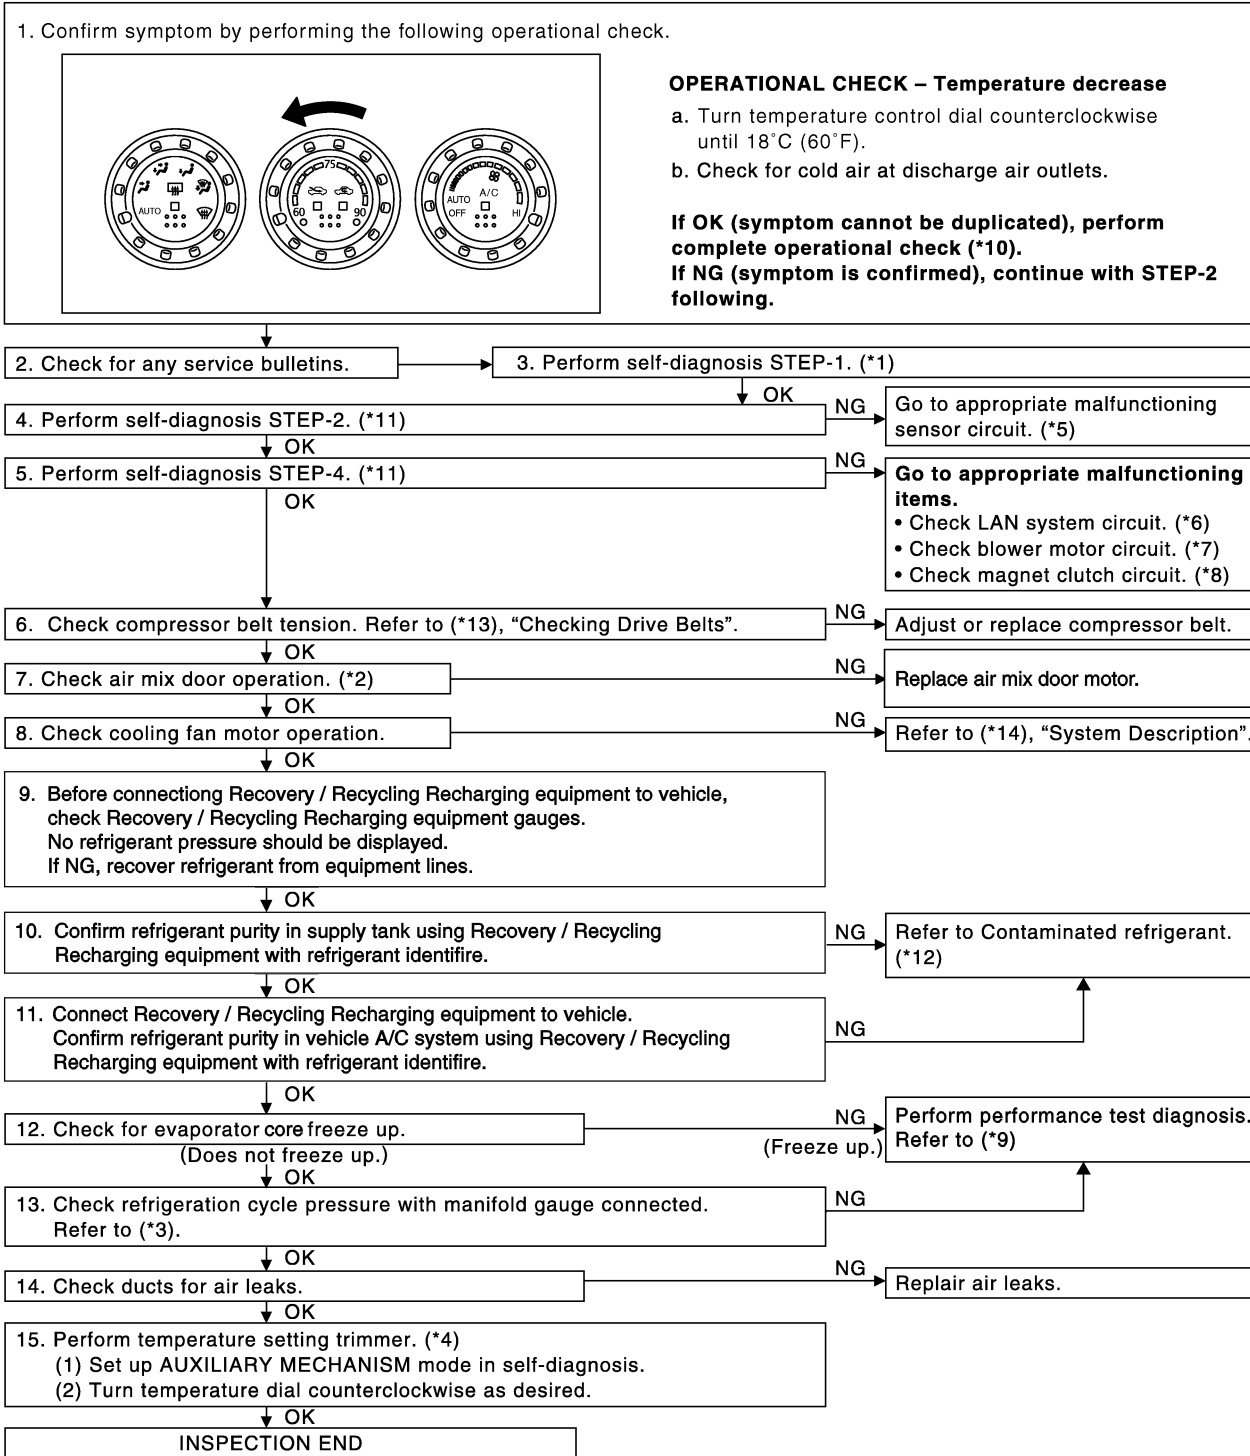 1. Confirm symptom by performing the following operational check.
OPERATIONAL CHECK – Temperature decrease
a. Turn temperature control dial counterclockwise
until 18˚C (60˚F).
b. Check for cold air at discharge air outlets.
If OK (symptom cannot be duplicated), perform
complete operational check (*10).
If NG (symptom is confirmed), continue with STEP-2
following.
AUTO
75
60
90
AUTO
A/C
OFF
HI
2. Check for any service bulletins.
3. Perform self-diagnosis STEP-1. (*1)
OK
4. Perform self-diagnosis STEP-2. (*11)
NG
Go to appropriate malfunctioning
sensor circuit. (*5)
OK
5. Perform self-diagnosis STEP-4. (*11)
NG
Go to appropriate malfunctioning
items.
• Check LAN system circuit. (*6)
• Check blower motor circuit. (*7)
• Check magnet clutch circuit. (*8)
OK
6. Check compressor belt tension. Refer to (*13), “Checking Drive Belts”.
NG
Adjust or replace compressor belt.
OK
7. Check air mix door operation. (*2)
NG
Replace air mix door motor.
OK
8. Check cooling fan motor operation.
NG
Refer to (*14), “System Description”.
OK
9. Before connectiong Recovery / Recycling Recharging equipment to vehicle,
check Recovery / Recycling Recharging equipment gauges.
No refrigerant pressure should be displayed.
If NG, recover refrigerant from equipment lines.
OK
10. Confirm refrigerant purity in supply tank using Recovery / Recycling
Recharging equipment with refrigerant identifire.
NG
Refer to Contaminated refrigerant.
(*12)
OK
11. Connect Recovery / Recycling Recharging equipment to vehicle.
Confirm refrigerant purity in vehicle A/C system using Recovery / Recycling
Recharging equipment with refrigerant identifire.
NG
OK
12. Check for evaporator core freeze up.
NG
(Freeze up.)
Perform performance test diagnosis.
Refer to (*9)
(Does not freeze up.)
OK
13. Check refrigeration cycle pressure with manifold gauge connected.
Refer to (*3).
NG
OK
14. Check ducts for air leaks.
NG
Replair air leaks.
OK
15. Perform temperature setting trimmer. (*4)
(1) Set up AUXILIARY MECHANISM mode in self-diagnosis.
(2) Turn temperature dial counterclockwise as desired.
OK
INSPECTION END